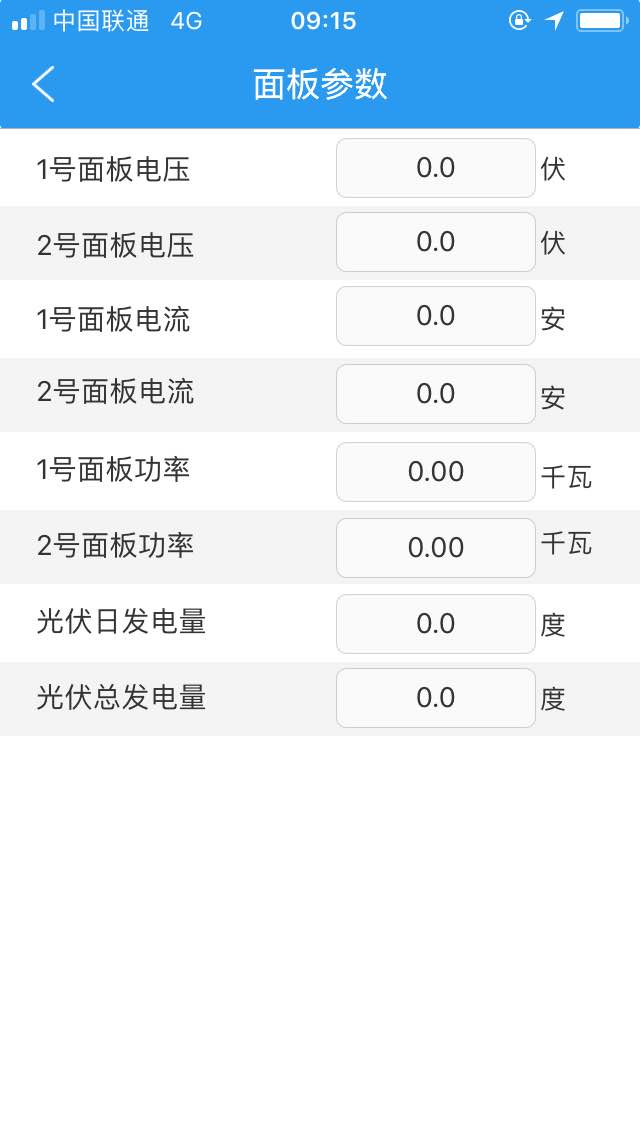 中国联通 4G 09:15
面板参数
1号面板电压 0.0 伏
2号面板电压 0.0 伏
1号面板电流 0.0 安
2号面板电流 0.0 安
1号面板功率 0.00 千瓦
2号面板功率 0.00 千瓦
光伏日发电量 0.0 度
光伏总发电量 0.0 度